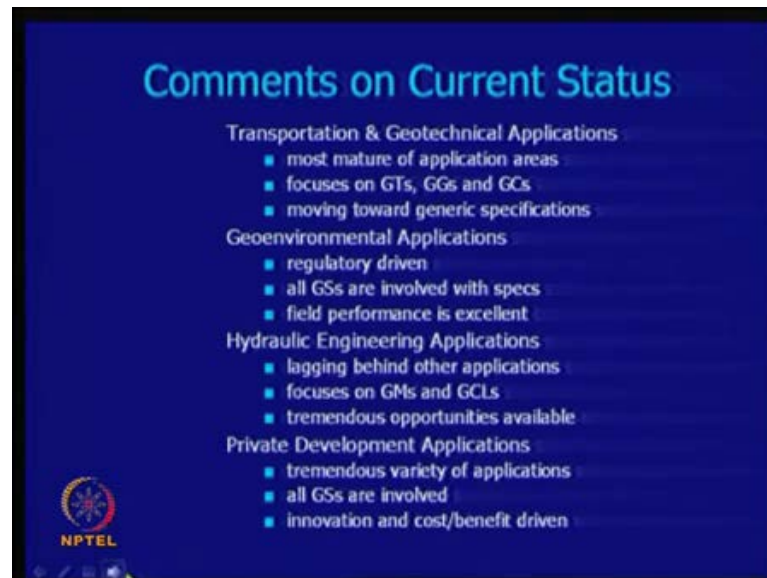 Comments on Current Status
Transportation & Geotechnical Applications
most mature of application areas
focuses on GTs, GGs and GCs
moving toward generic specifications
Geoenvironmental Applications
regulatory driven
all GSs are involved with specs
field performance is excellent
Hydraulic Engineering Applications
lagging behind other applications
focuses on GMs and GCLs
tremendous opportunities available
Private Development Applications
tremendous variety of applications
all GSs are involved
innovation and cost/benefit driven
NPTEL